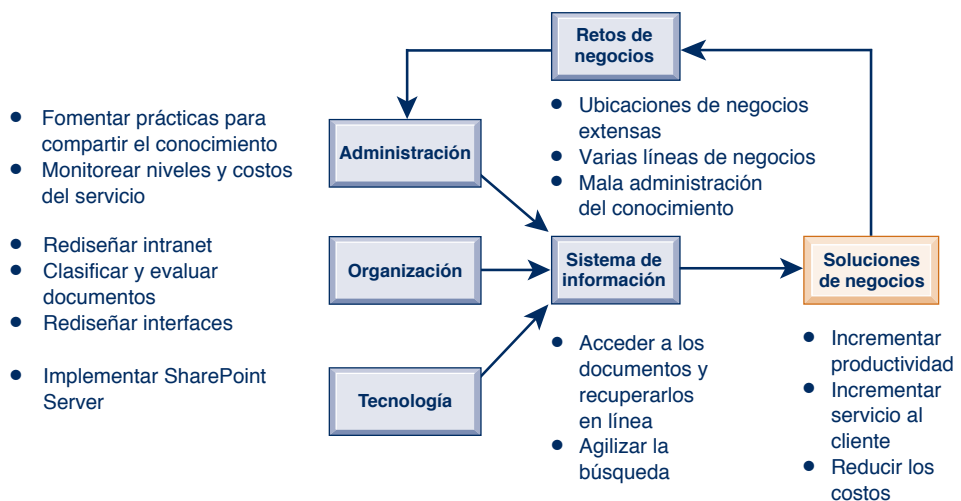 Retos de
negocios
• Ubicaciones de negocios
extensas
• Varias líneas de negocios
• Mala administración
del conocimiento
• Fomentar prácticas para
compartir el conocimiento
• Monitorear niveles y costos
del servicio
Administración
• Rediseñar intranet
• Clasificar y evaluar
documentos
• Rediseñar interfaces
Organización
• Implementar SharePoint
Server
Tecnología
Sistema de
información
• Acceder a los
documentos y
recuperarlos
en línea
• Agilizar la
búsqueda
Soluciones
de negocios
• Incrementar
productividad
• Incrementar
servicio al
cliente
• Reducir los
costos